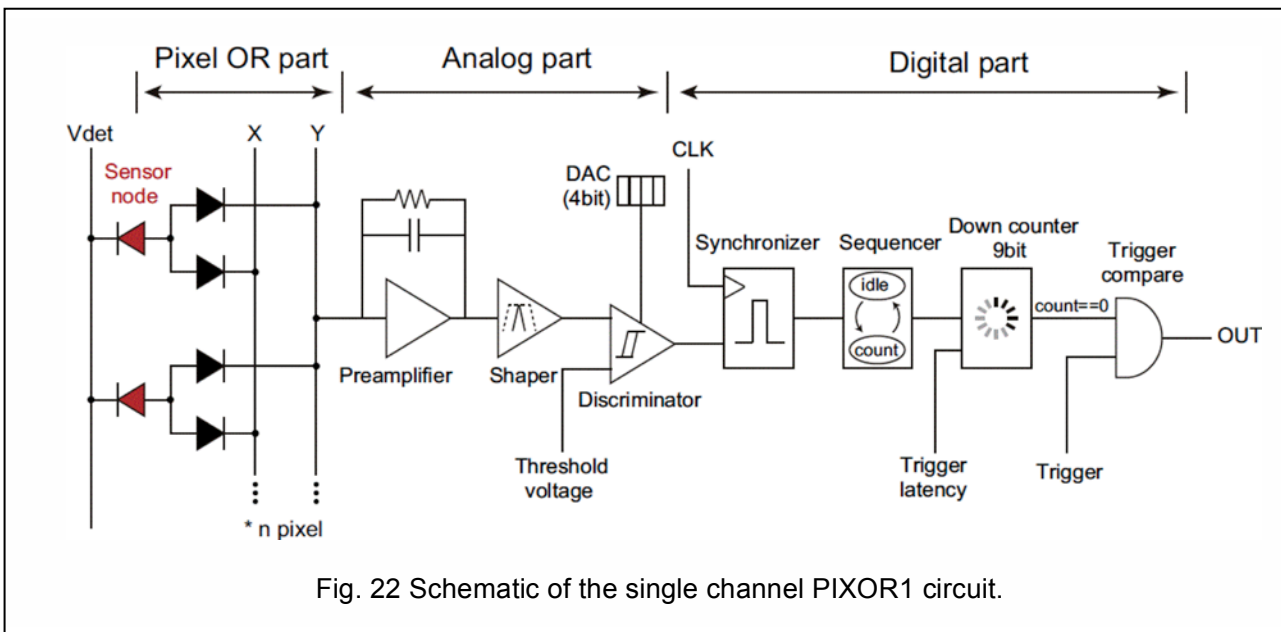 Pixel OR part
Analog part
Digital part
Vdet
X
Y
Sensor
node
CLK
DAC
(4bit)
Synchronizer
Sequencer
Down counter
9bit
Trigger
compare
idle
count
count==0
OUT
Preamplifier
Shaper
Discriminator
Threshold
voltage
Trigger
latency
Trigger
* n pixel
Fig. 22 Schematic of the single channel PIXOR1 circuit.